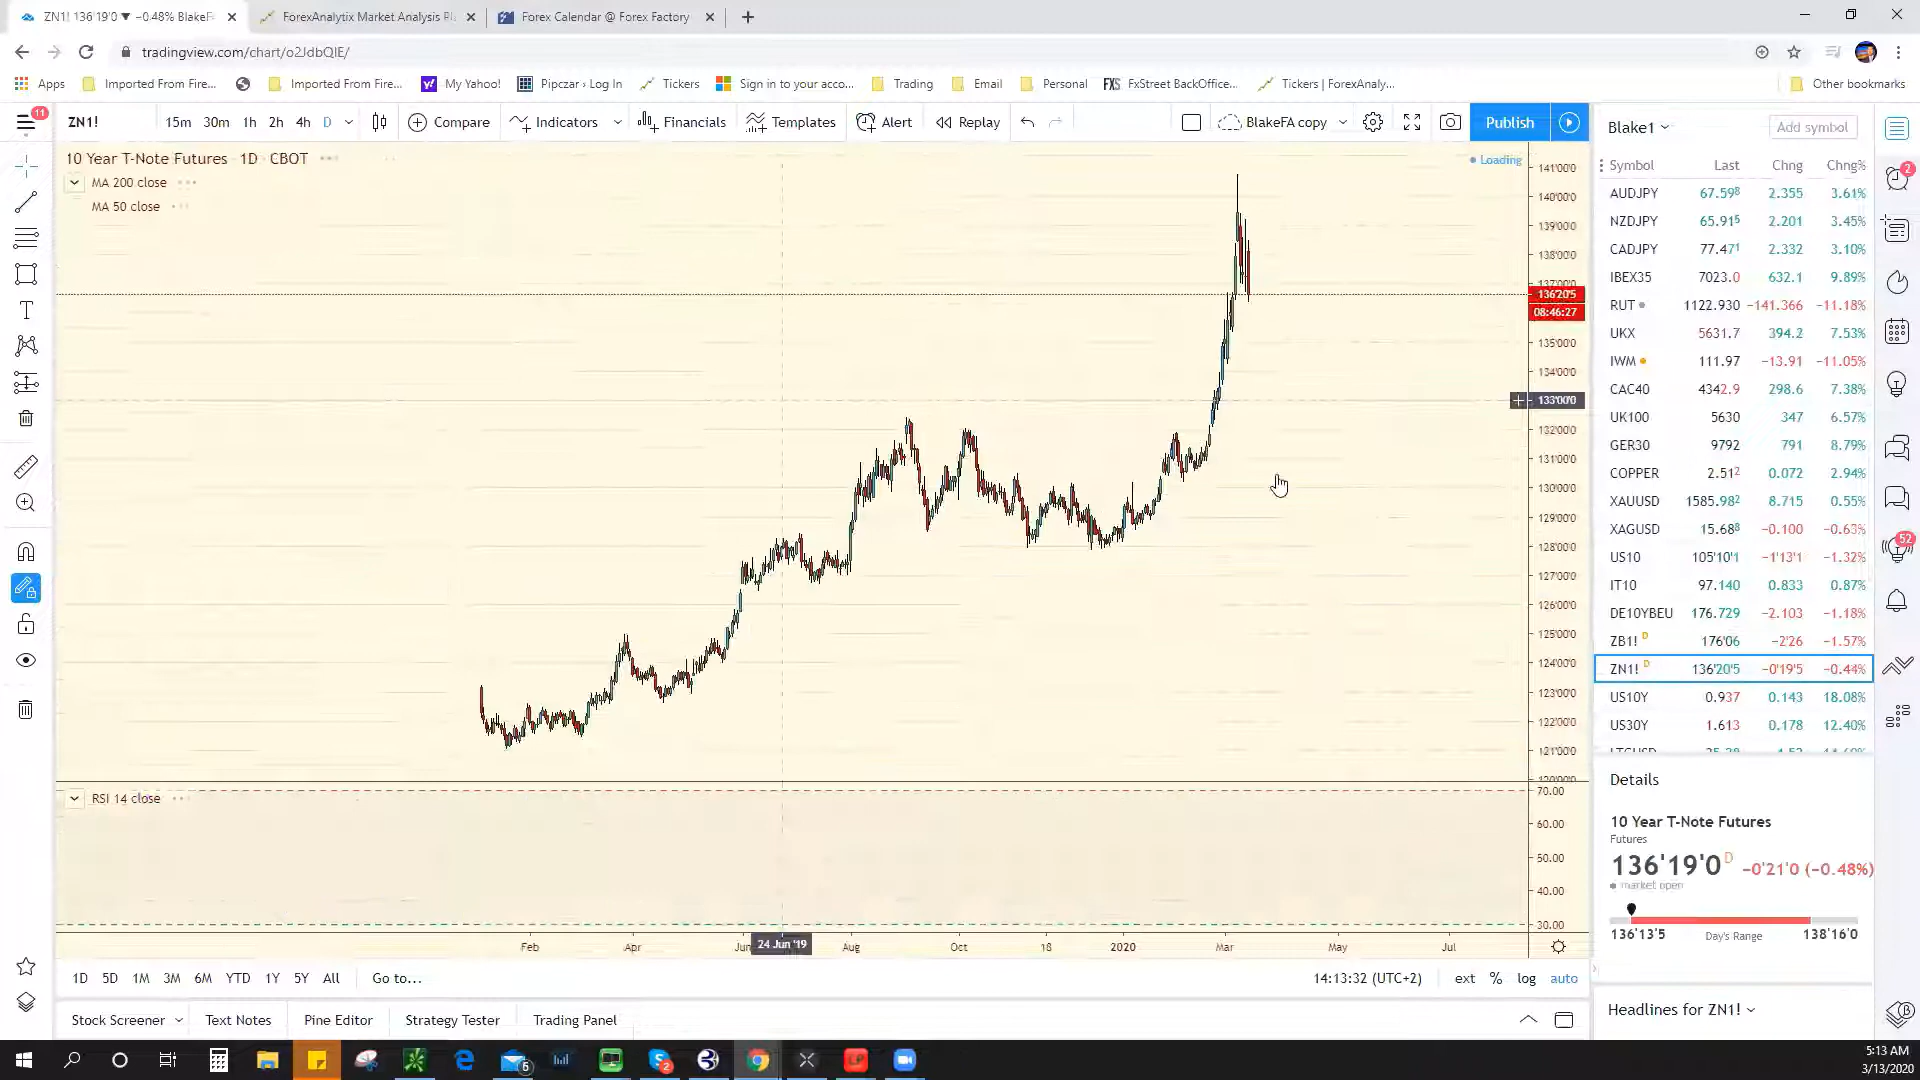 ZN1! 136'19'0 ▼ −0.48% BlakeF
ForexAnalytix Market Analysis Pl
Forex Calendar @ Forex Factory
tradingview.com/chart/o2JdbQIE/
Apps
Imported From Fire...
Imported From Fire...
My Yahoo!
Pipczar › Log In
Tickers
Sign in to your acco...
Trading
Email
Personal
FXS FxStreet BackOffice...
Tickers | ForexAnaly...
Other bookmarks
11
ZN1!
15m 30m 1h 2h 4h D
Compare
Indicators
Financials
Templates
Alert
Replay
BlakeFA copy
Publish
10 Year T-Note Futures · 1D · CBOT
Loading
MA 200 close
MA 50 close
141'00'0
140'00'0
139'00'0
138'00'0
137'00'0
136'20'5
08:46:27
135'00'0
134'00'0
133'00'0
132'00'0
131'00'0
130'00'0
129'00'0
128'00'0
127'00'0
126'00'0
125'00'0
124'00'0
123'00'0
122'00'0
121'00'0
120'00'0
RSI 14 close
70.00
60.00
50.00
40.00
30.00
Feb Apr Jun 24 Jun '19 Aug Oct 18 2020 Mar May Jul
1D 5D 1M 3M 6M YTD 1Y 5Y All Go to...
14:13:32 (UTC+2) ext % log auto
Stock Screener Text Notes Pine Editor Strategy Tester Trading Panel
Blake1
Add symbol
Symbol Last Chng Chng%
AUDJPY 67.598 2.355 3.61%
NZDJPY 65.915 2.201 3.45%
CADJPY 77.471 2.332 3.10%
IBEX35 7023.0 632.1 9.89%
RUT 1122.930 −141.366 −11.18%
UKX 5631.7 394.2 7.53%
IWM 111.97 −13.91 −11.05%
CAC40 4342.9 298.6 7.38%
UK100 5630 347 6.57%
GER30 9792 791 8.79%
COPPER 2.512 0.072 2.94%
XAUUSD 1585.982 8.715 0.55%
XAGUSD 15.688 −0.100 −0.63%
US10 105'10'1 −1'13'1 −1.32%
IT10 97.140 0.833 0.87%
DE10YBEU 176.729 −2.103 −1.18%
ZB1! D 176'06 −2'26 −1.57%
ZN1! D 136'20'5 −0'19'5 −0.44%
US10Y 0.937 0.143 18.08%
US30Y 1.613 0.178 12.40%
Details
10 Year T-Note Futures
Futures
136'19'0 D −0'21'0 (−0.48%)
market open
136'13'5 Day's Range 138'16'0
Headlines for ZN1!
2
52
6
2
5:13 AM
3/13/2020